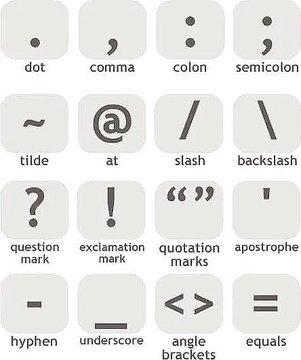 . , : ;
dot comma colon semicolon
~ @ / \
tilde at slash backslash
? ! “ ” '
question mark exclamation mark quotation marks apostrophe
- _ < > =
hyphen underscore angle brackets equals